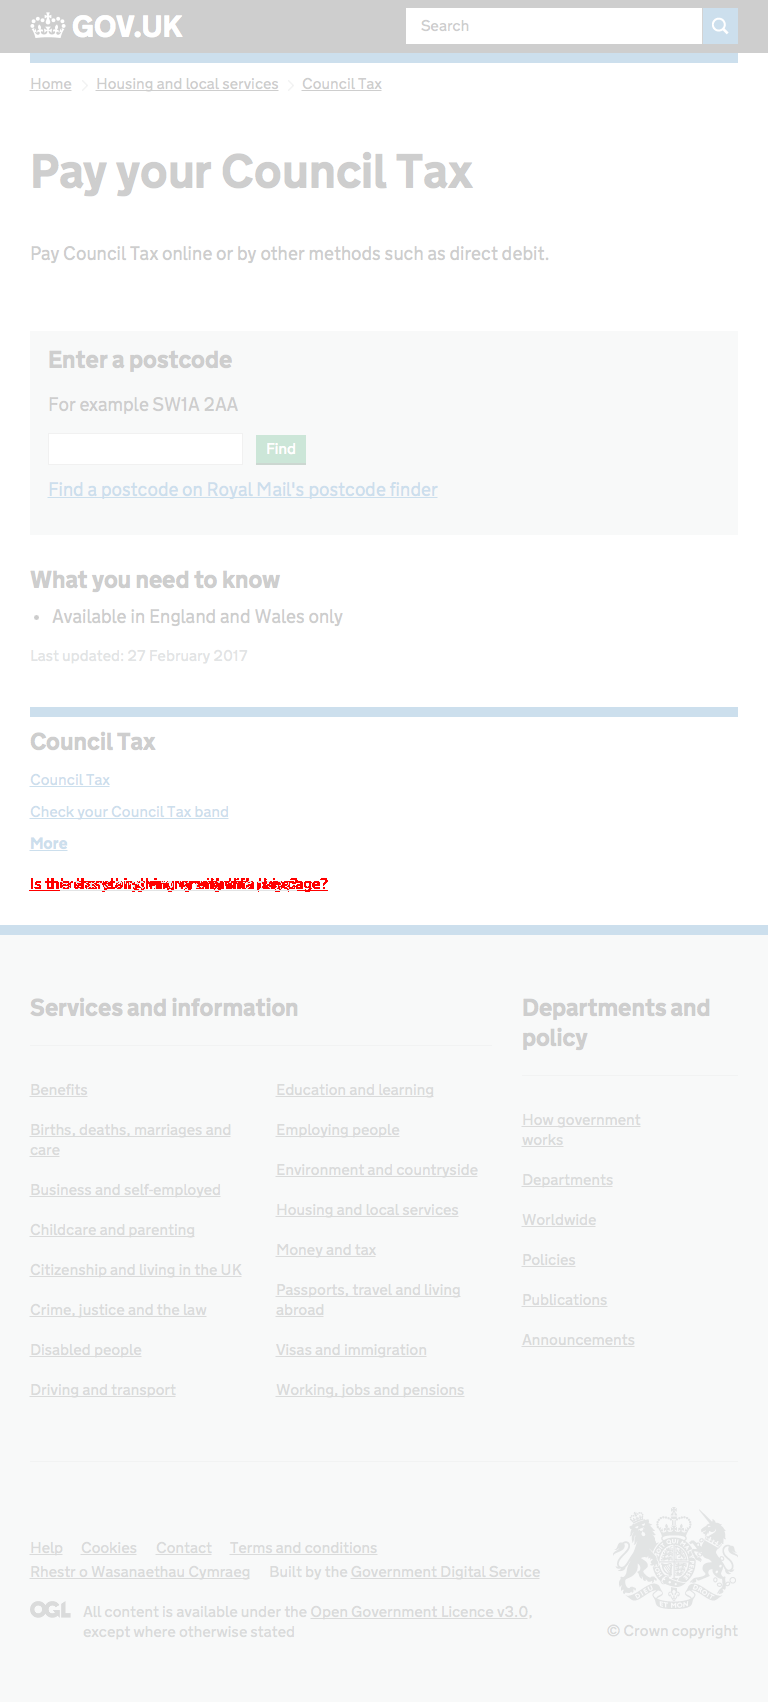 GOV.UK
Search
Home
Housing and local services
Council Tax
Pay your Council Tax
Pay Council Tax online or by other methods such as direct debit.
Enter a postcode
For example SW1A 2AA
Find
Find a postcode on Royal Mail's postcode finder
What you need to know
• Available in England and Wales only
Last updated: 27 February 2017
Council Tax
Council Tax
Check your Council Tax band
More
Services and information
Benefits
Births, deaths, marriages and
care
Business and self-employed
Childcare and parenting
Citizenship and living in the UK
Crime, justice and the law
Disabled people
Driving and transport
Education and learning
Employing people
Environment and countryside
Housing and local services
Money and tax
Passports, travel and living
abroad
Visas and immigration
Working, jobs and pensions
Departments and
policy
How government
works
Departments
Worldwide
Policies
Publications
Announcements
Help Cookies Contact Terms and conditions
Rhestr o Wasanaethau Cymraeg Built by the Government Digital Service
OGL All content is available under the Open Government Licence v3.0,
except where otherwise stated
© Crown copyright